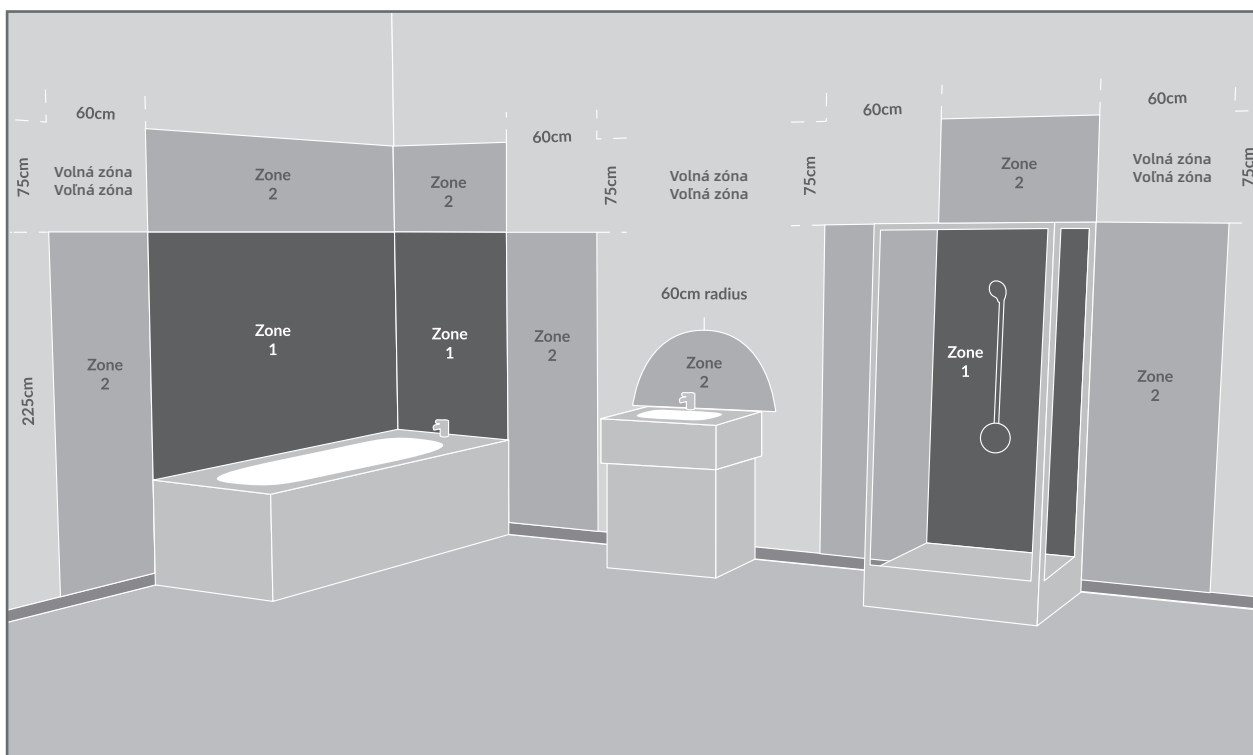 60cm
60cm
60cm
60cm
75cm
Volná zóna
Voľná zóna
Zone
2
Zone
2
75cm
Volná zóna
Voľná zóna
75cm
Zone
2
Volná zóna
Voľná zóna
75cm
225cm
Zone
2
Zone
1
Zone
1
Zone
2
60cm radius
Zone
2
Zone
1
Zone
2